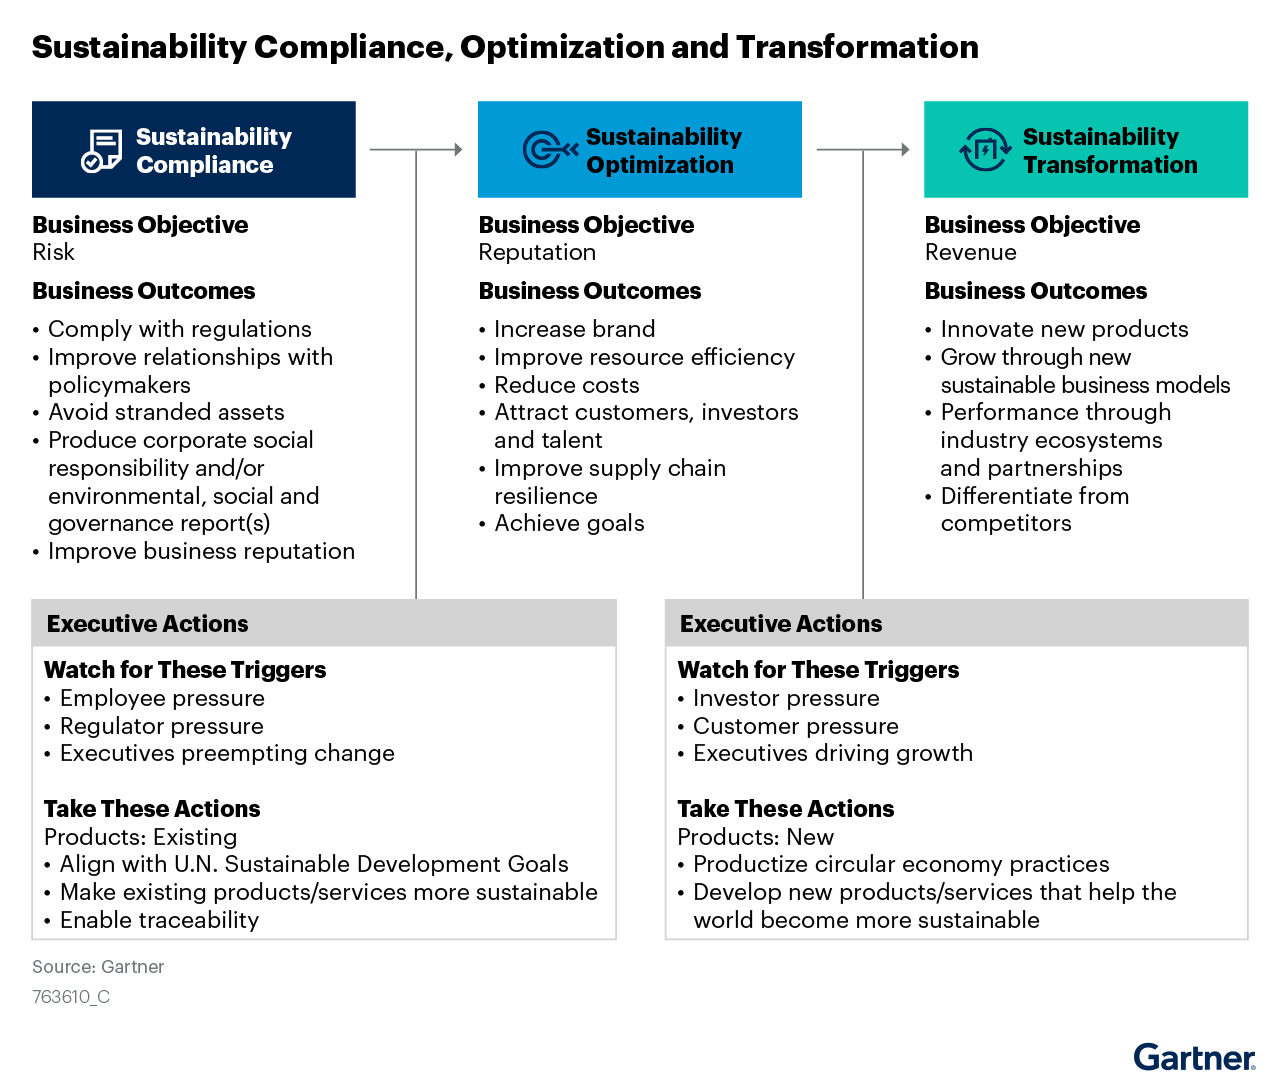 Sustainability Compliance, Optimization and Transformation
Sustainability
Compliance
Business Objective
Risk
Business Outcomes
• Comply with regulations
• Improve relationships with
policymakers
• Avoid stranded assets
• Produce corporate social
responsibility and/or
environmental, social and
governance report(s)
• Improve business reputation
Sustainability
Optimization
Business Objective
Reputation
Business Outcomes
• Increase brand
• Improve resource efficiency
• Reduce costs
• Attract customers, investors
and talent
• Improve supply chain
resilience
• Achieve goals
Sustainability
Transformation
Business Objective
Revenue
Business Outcomes
• Innovate new products
• Grow through new
sustainable business models
• Performance through
industry ecosystems
and partnerships
• Differentiate from
competitors
Executive Actions
Watch for These Triggers
• Employee pressure
• Regulator pressure
• Executives preempting change
Take These Actions
Products: Existing
• Align with U.N. Sustainable Development Goals
• Make existing products/services more sustainable
• Enable traceability
Executive Actions
Watch for These Triggers
• Investor pressure
• Customer pressure
• Executives driving growth
Take These Actions
Products: New
• Productize circular economy practices
• Develop new products/services that help the
world become more sustainable
Source: Gartner
763610_C
Gartner®